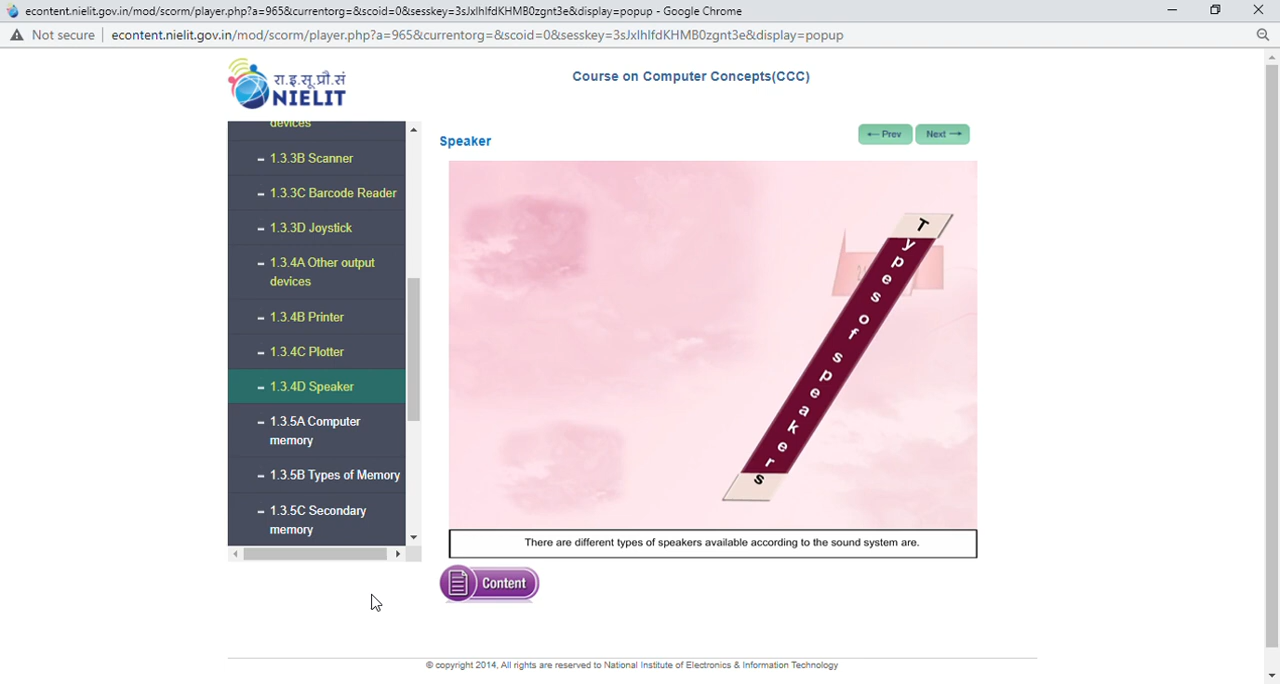 econtent.nielit.gov.in/mod/scorm/player.php?a=965&currentorg=&scoid=0&sesskey=3sJxlhlfdKHMB0zgnt3e&display=popup - Google Chrome
Not secure econtent.nielit.gov.in/mod/scorm/player.php?a=965&currentorg=&scoid=0&sesskey=3sJxlhlfdKHMB0zgnt3e&display=popup
रा.इ.सू.प्रौ.सं
NIELIT
Course on Computer Concepts(CCC)
devices
1.3.3B Scanner
1.3.3C Barcode Reader
1.3.3D Joystick
1.3.4A Other output
devices
1.3.4B Printer
1.3.4C Plotter
1.3.4D Speaker
1.3.5A Computer
memory
1.3.5B Types of Memory
1.3.5C Secondary
memory
Speaker
← Prev
Next →
Types of speakers
There are different types of speakers available according to the sound system are.
Content
© copyright 2014, All rights are reserved to National Institute of Electronics & Information Technology